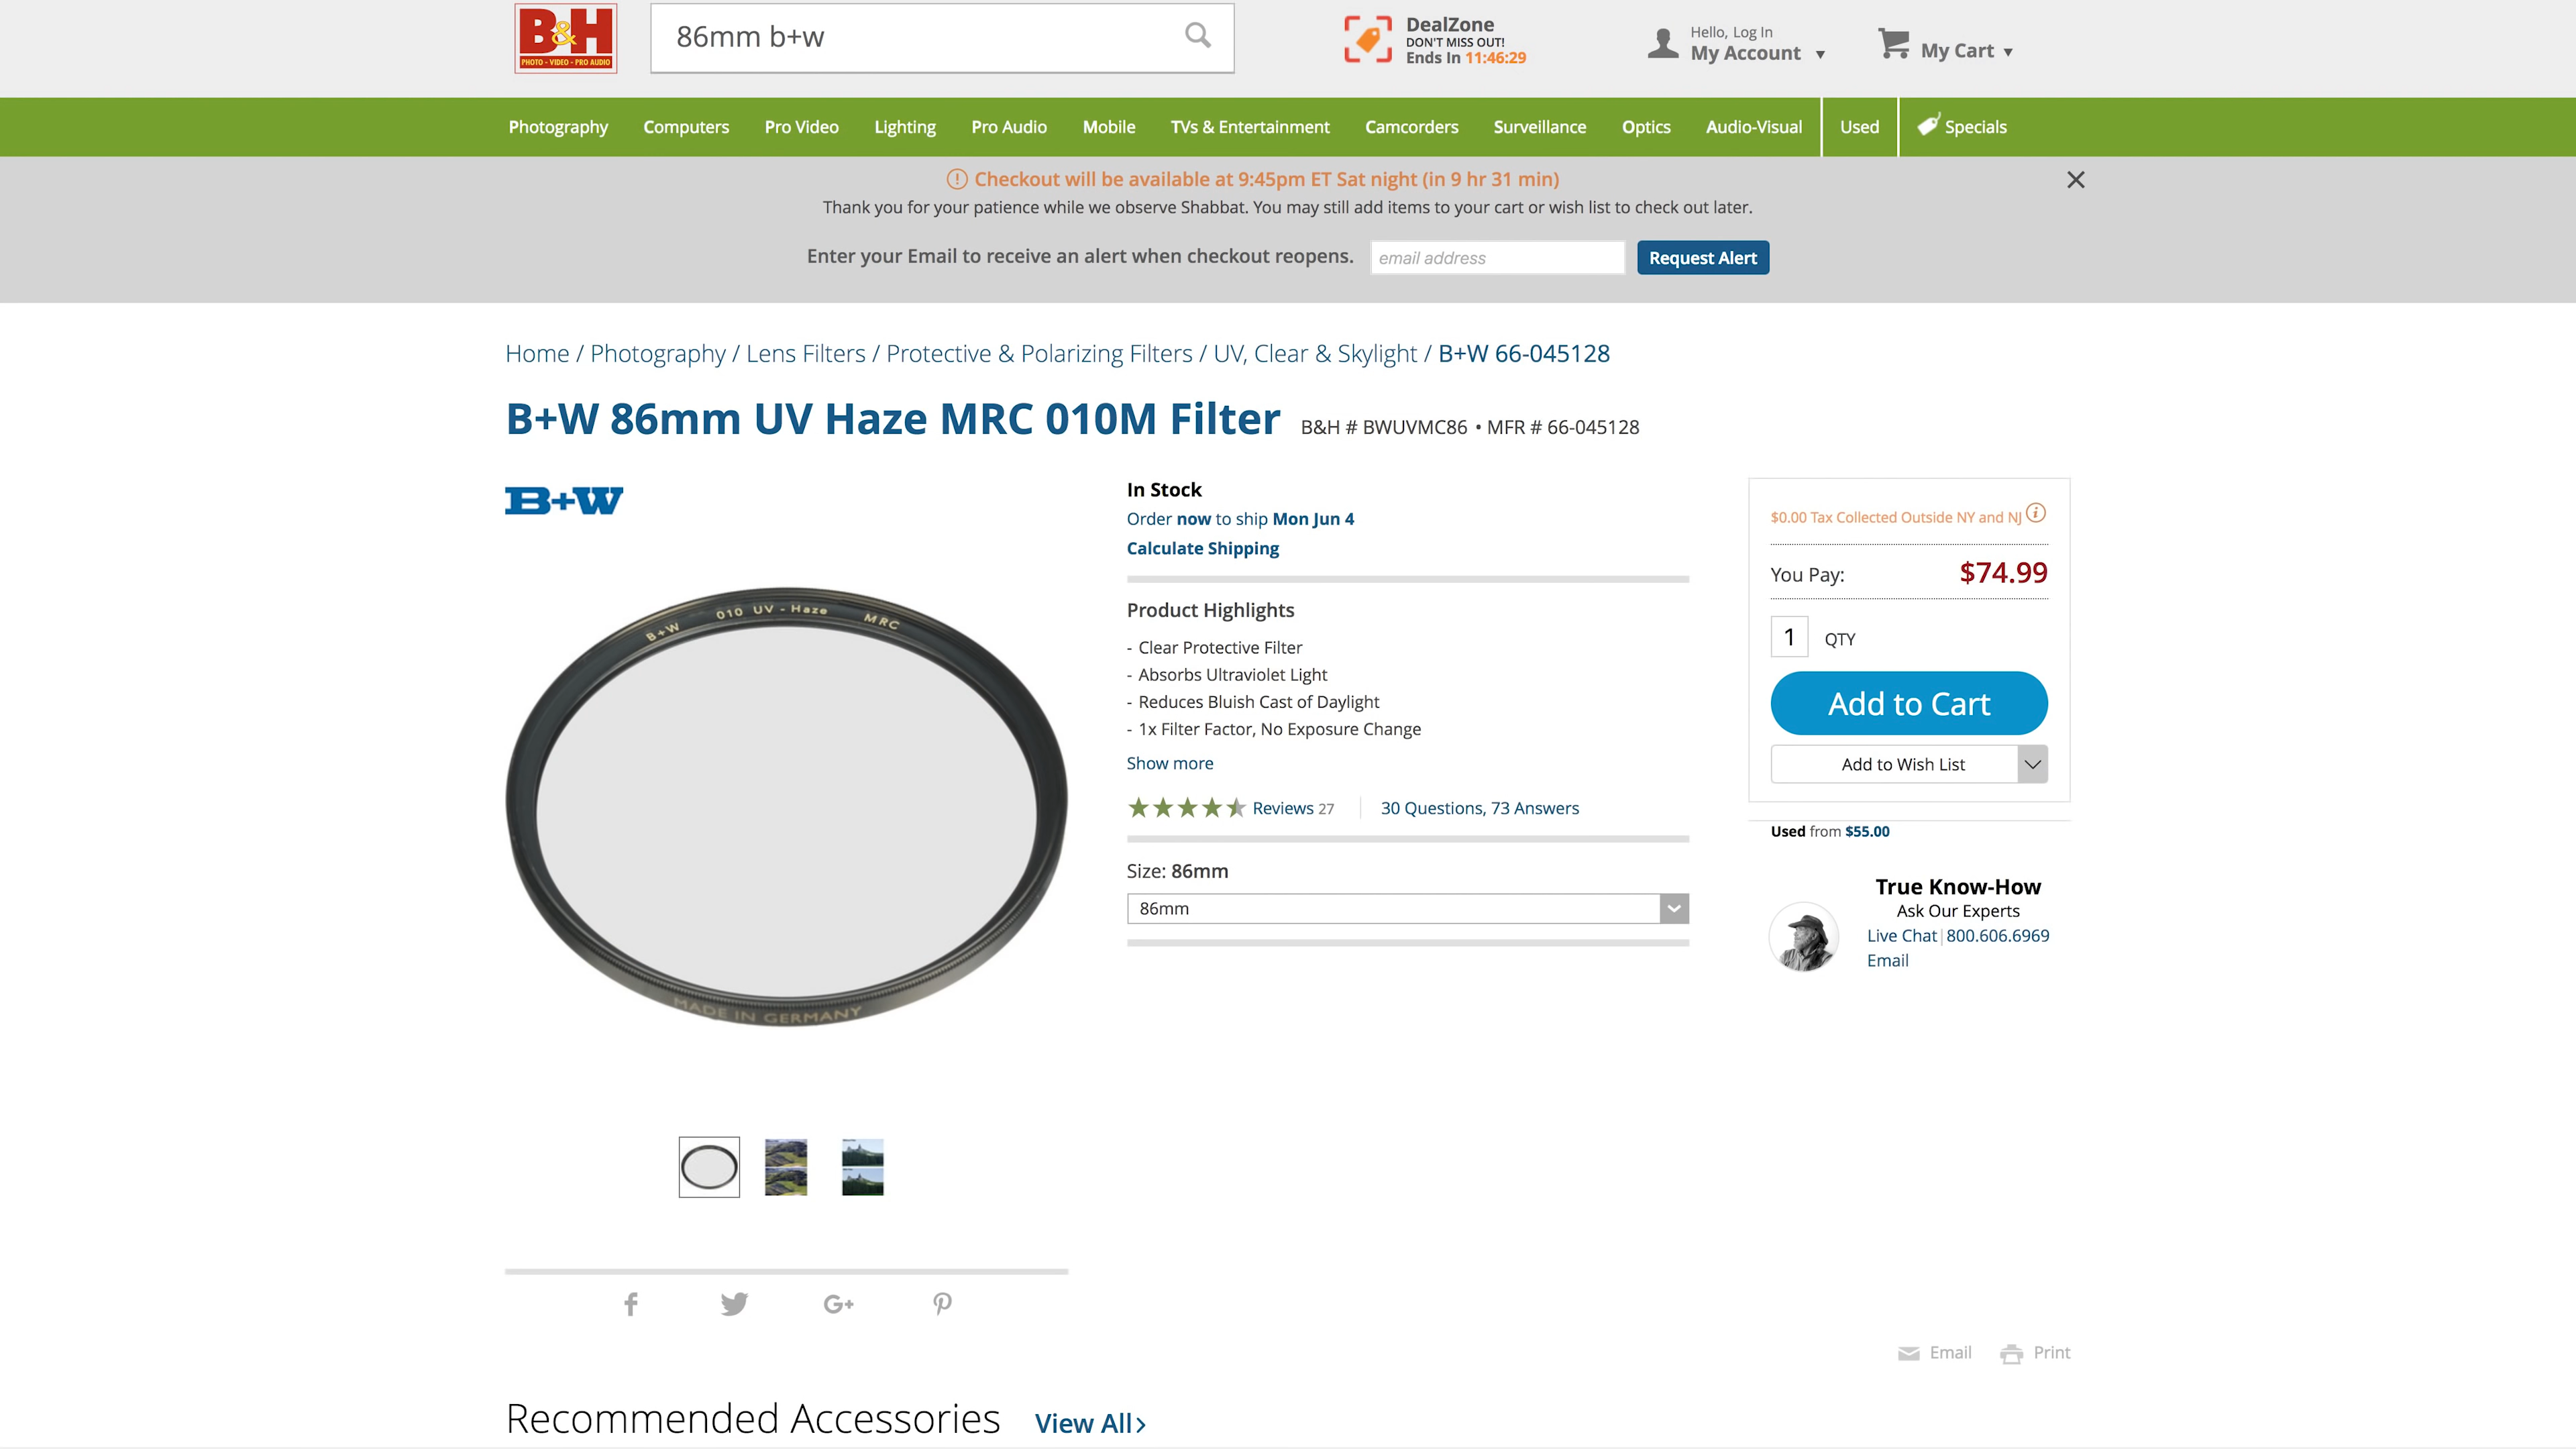 B&H
PHOTO - VIDEO - PRO AUDIO
86mm b+w
DealZone
DON'T MISS OUT!
Ends In 11:46:29
Hello, Log In
My Account
My Cart
Photography Computers Pro Video Lighting Pro Audio Mobile TVs & Entertainment Camcorders Surveillance Optics Audio-Visual Used Specials
Checkout will be available at 9:45pm ET Sat night (in 9 hr 31 min)
Thank you for your patience while we observe Shabbat. You may still add items to your cart or wish list to check out later.
Enter your Email to receive an alert when checkout reopens. email address Request Alert
Home / Photography / Lens Filters / Protective & Polarizing Filters / UV, Clear & Skylight / B+W 66-045128
B+W 86mm UV Haze MRC 010M Filter B&H # BWUVMC86 • MFR # 66-045128
B+W
B+W 010 UV - Haze MRC
MADE IN GERMANY
In Stock
Order now to ship Mon Jun 4
Calculate Shipping
Product Highlights
- Clear Protective Filter
- Absorbs Ultraviolet Light
- Reduces Bluish Cast of Daylight
- 1x Filter Factor, No Exposure Change
Show more
Reviews 27 30 Questions, 73 Answers
Size: 86mm
86mm
$0.00 Tax Collected Outside NY and NJ
You Pay: $74.99
1 QTY
Add to Cart
Add to Wish List
Used from $55.00
True Know-How
Ask Our Experts
Live Chat | 800.606.6969
Email
G+
Email Print
Recommended Accessories View All